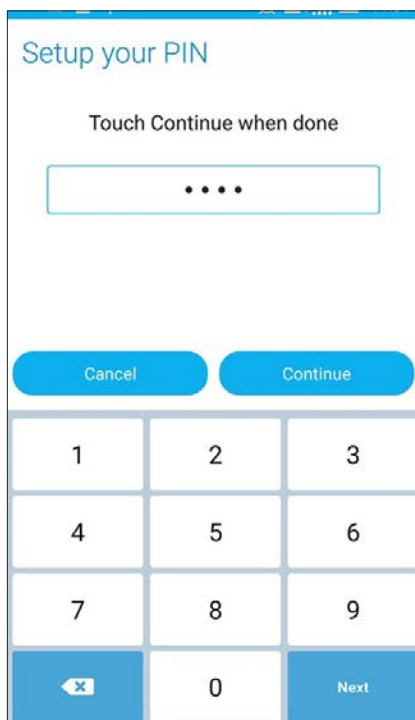 Setup your PIN
Touch Continue when done
••••
Cancel Continue
1 2 3
4 5 6
7 8 9
0 Next